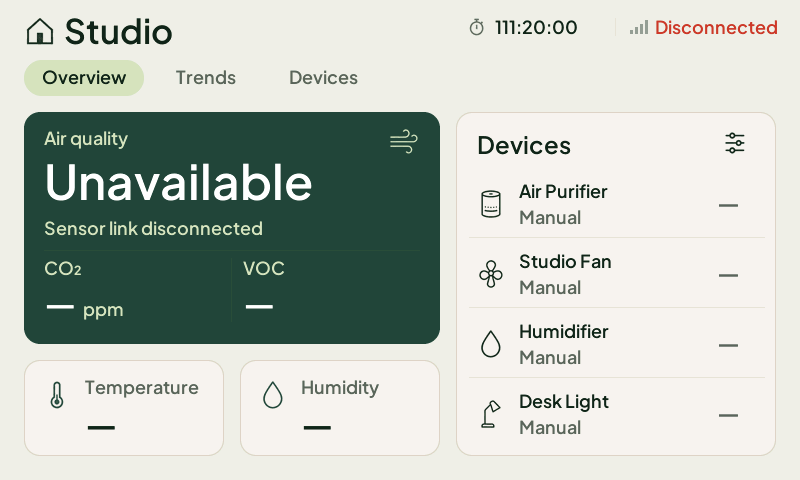 Studio
111:20:00
Disconnected
Overview
Trends
Devices
Air quality
Unavailable
Sensor link disconnected
CO₂
— ppm
VOC
—
Temperature
—
Humidity
—
Devices
Air Purifier
Manual
—
Studio Fan
Manual
—
Humidifier
Manual
—
Desk Light
Manual
—